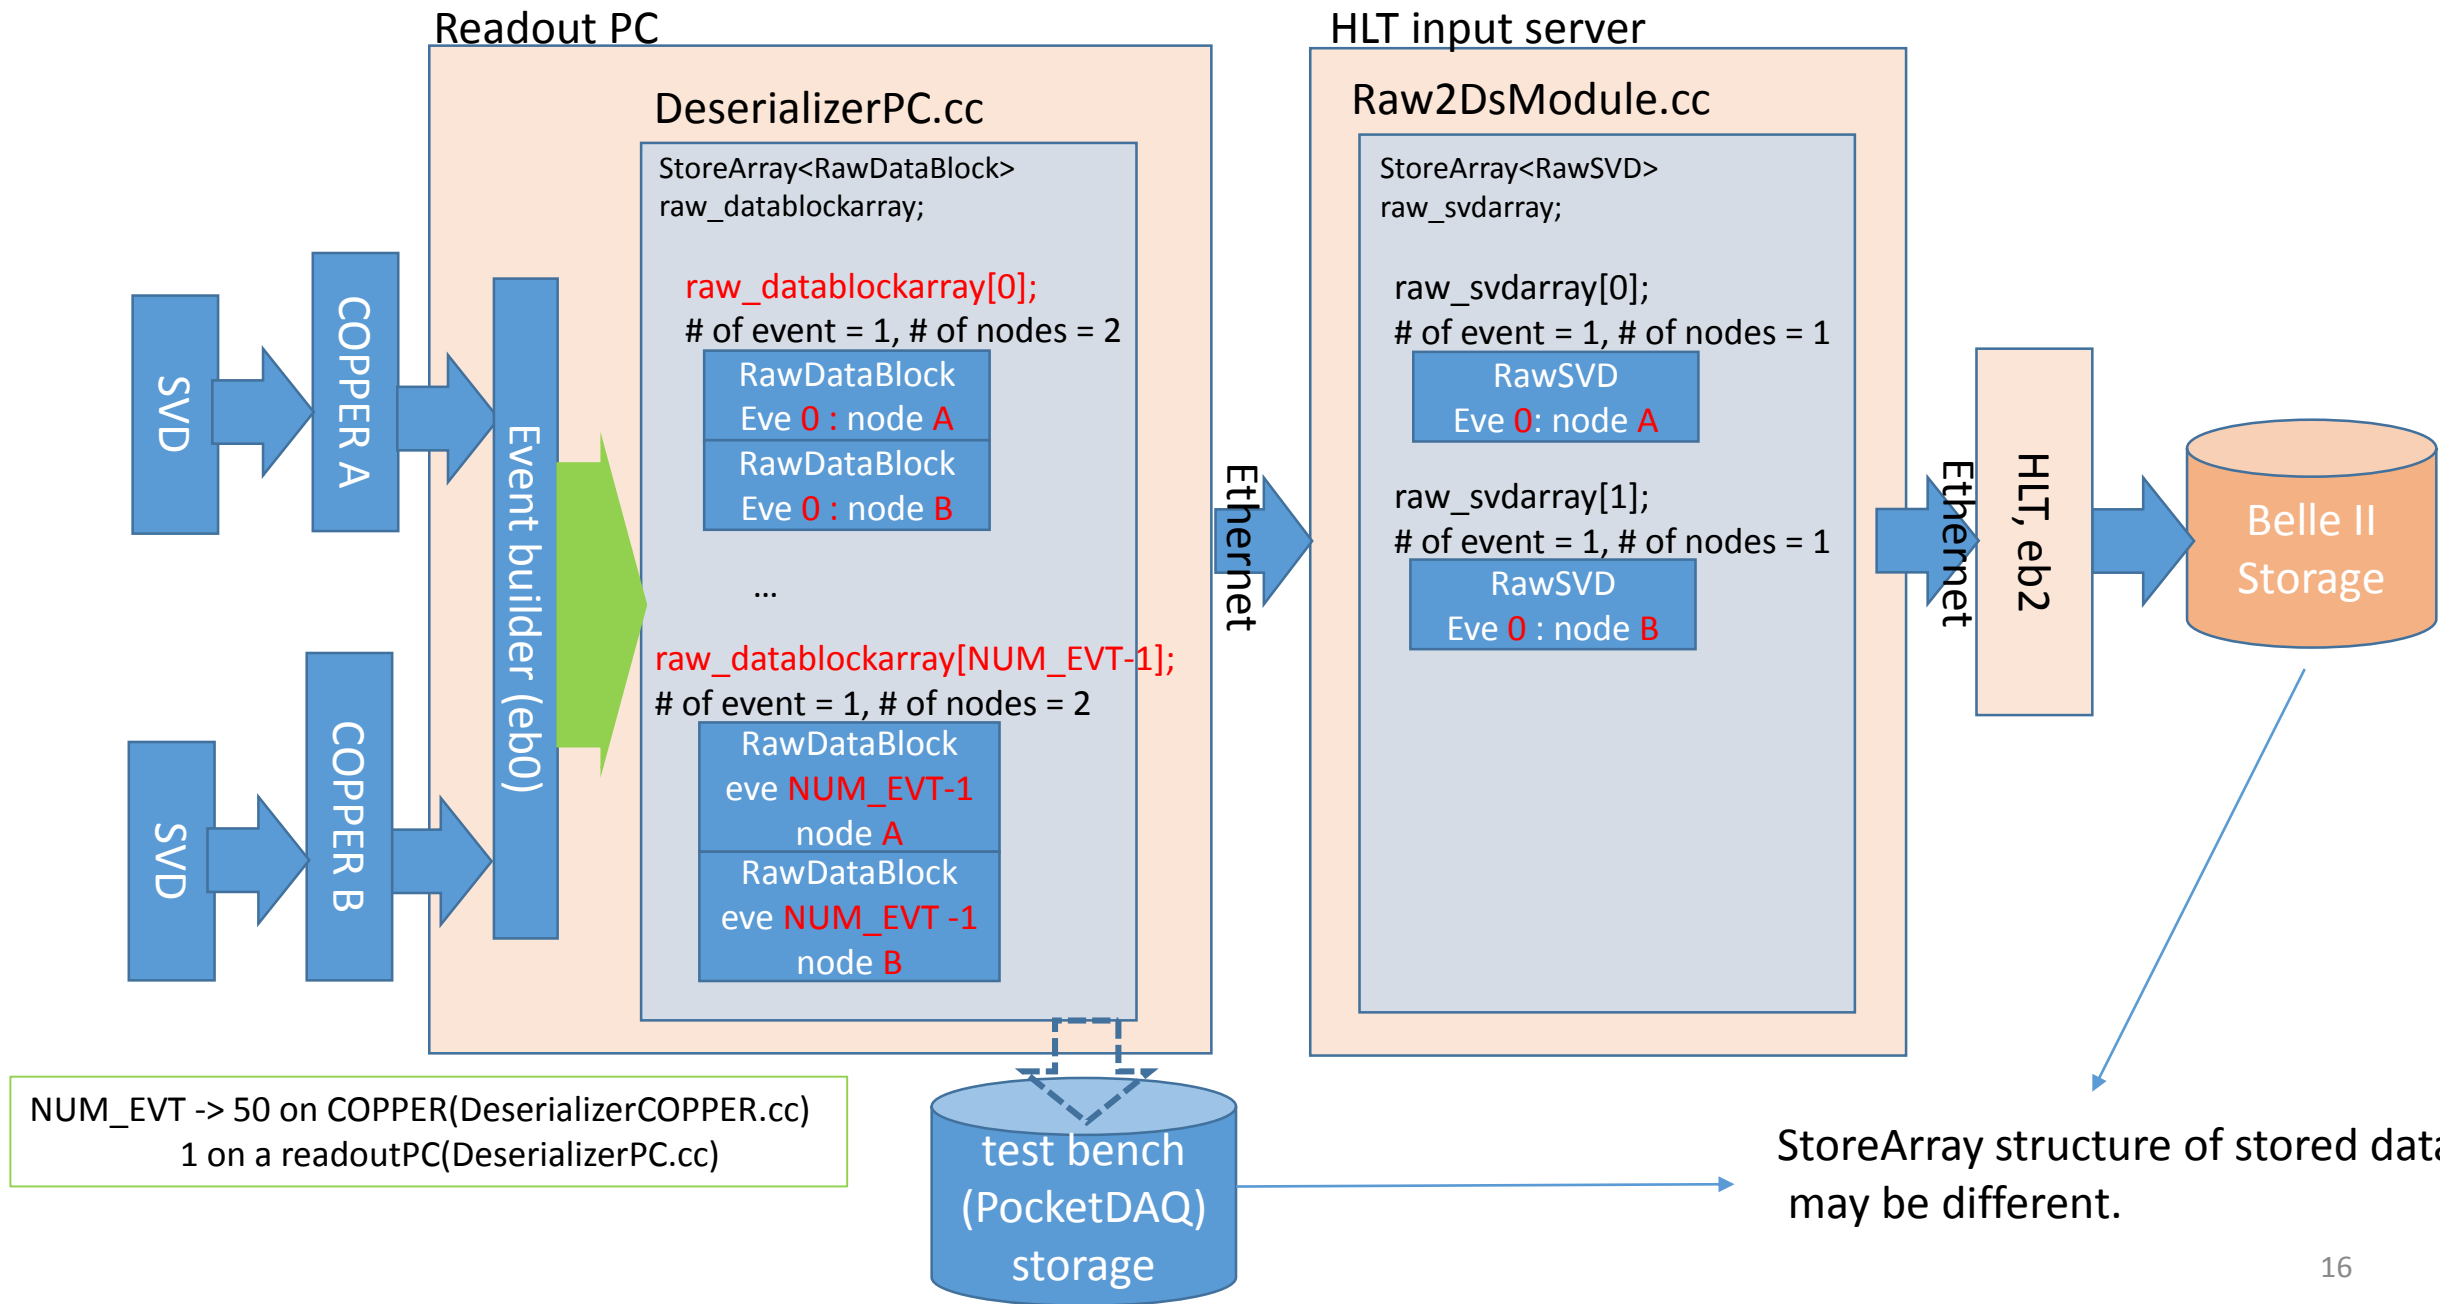 Readout PC
HLT input server
DeserializerPC.cc
Raw2DsModule.cc
StoreArray<RawDataBlock>
raw_datablockarray;
raw_datablockarray[0];
# of event = 1, # of nodes = 2
RawDataBlock
Eve 0 : node A
RawDataBlock
Eve 0 : node B
...
raw_datablockarray[NUM_EVT-1];
# of event = 1, # of nodes = 2
RawDataBlock
eve NUM_EVT-1
node A
RawDataBlock
eve NUM_EVT -1
node B
StoreArray<RawSVD>
raw_svdarray;
raw_svdarray[0];
# of event = 1, # of nodes = 1
RawSVD
Eve 0: node A
raw_svdarray[1];
# of event = 1, # of nodes = 1
RawSVD
Eve 0 : node B
SVD
COPPER A
SVD
COPPER B
Event builder (eb0)
Ethernet
Ethernet
HLT, eb2
Belle II
Storage
NUM_EVT -> 50 on COPPER(DeserializerCOPPER.cc)
1 on a readoutPC(DeserializerPC.cc)
test bench
(PocketDAQ)
storage
StoreArray structure of stored data
may be different.
16